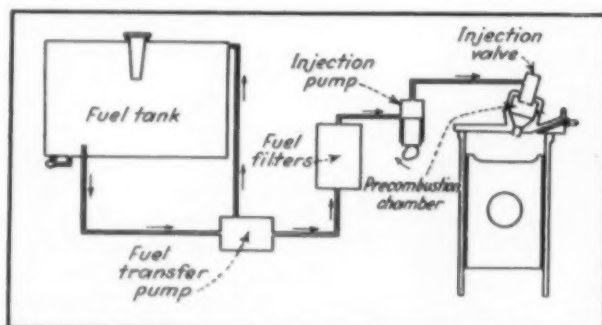 Fuel tank
Injection
pump
Injection
valve
Fuel
filters
Precombustion
chamber
Fuel
transfer
pump